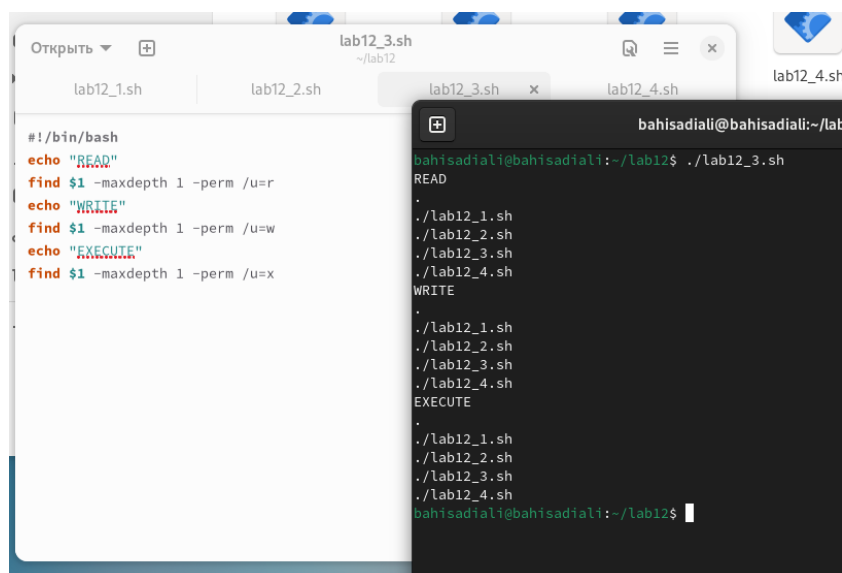 Открыть
lab12_3.sh
~/lab12
lab12_4.sh
lab12_1.sh
lab12_2.sh
lab12_3.sh
lab12_4.sh
#!/bin/bash
echo "READ"
find $1 -maxdepth 1 -perm /u=r
echo "WRITE"
find $1 -maxdepth 1 -perm /u=w
echo "EXECUTE"
find $1 -maxdepth 1 -perm /u=x
bahisadiali@bahisadiali:~/lab
bahisadiali@bahisadiali:~/lab12$ ./lab12_3.sh
READ
.
./lab12_1.sh
./lab12_2.sh
./lab12_3.sh
./lab12_4.sh
WRITE
.
./lab12_1.sh
./lab12_2.sh
./lab12_3.sh
./lab12_4.sh
EXECUTE
.
./lab12_1.sh
./lab12_2.sh
./lab12_3.sh
./lab12_4.sh
bahisadiali@bahisadiali:~/lab12$